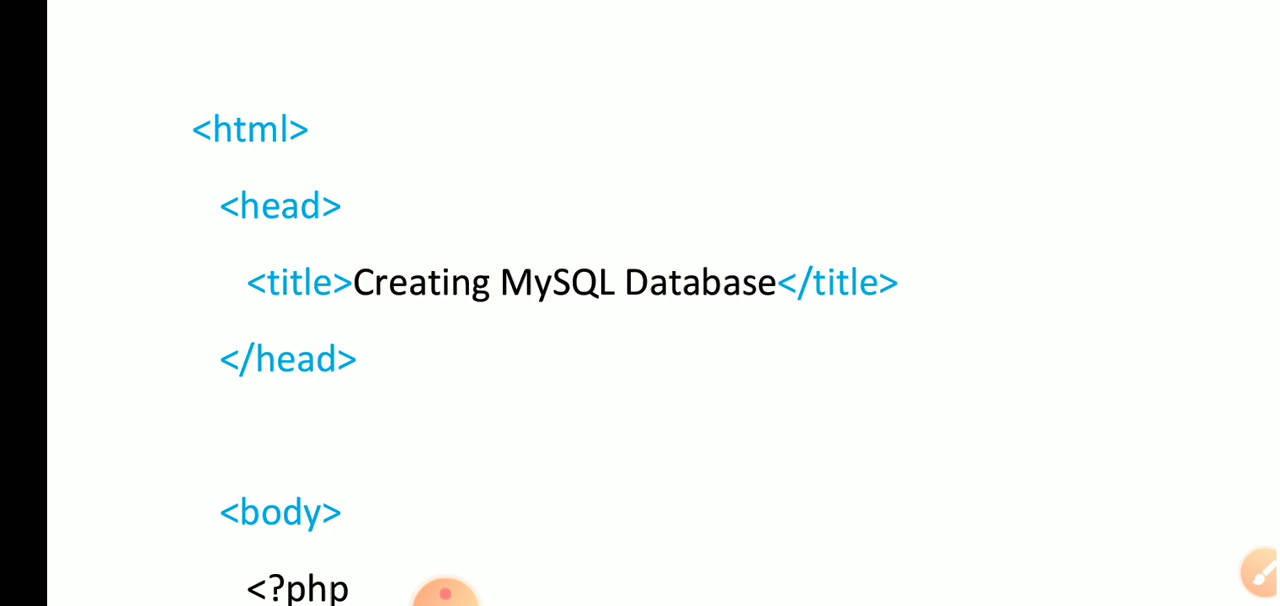 <html>
<head>
<title>Creating MySQL Database</title>
</head>
<body>
<?php